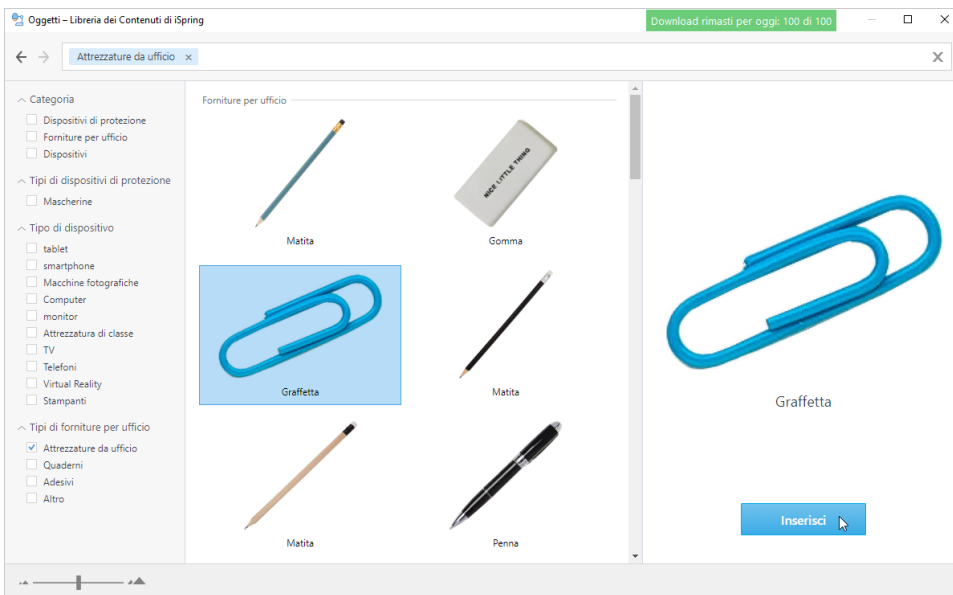 Oggetti – Libreria dei Contenuti di iSpring
Download rimasti per oggi: 100 di 100
Attrezzature da ufficio
Categoria
Dispositivi di protezione
Forniture per ufficio
Dispositivi
Tipi di dispositivi di protezione
Mascherine
Tipo di dispositivo
tablet
smartphone
Macchine fotografiche
Computer
monitor
Attrezzatura di classe
TV
Telefoni
Virtual Reality
Stampanti
Tipi di forniture per ufficio
Attrezzature da ufficio
Quaderni
Adesivi
Altro
Forniture per ufficio
Matita
NICE LITTLE THING
Gomma
Graffetta
Matita
Matita
Penna
Graffetta
Inserisci